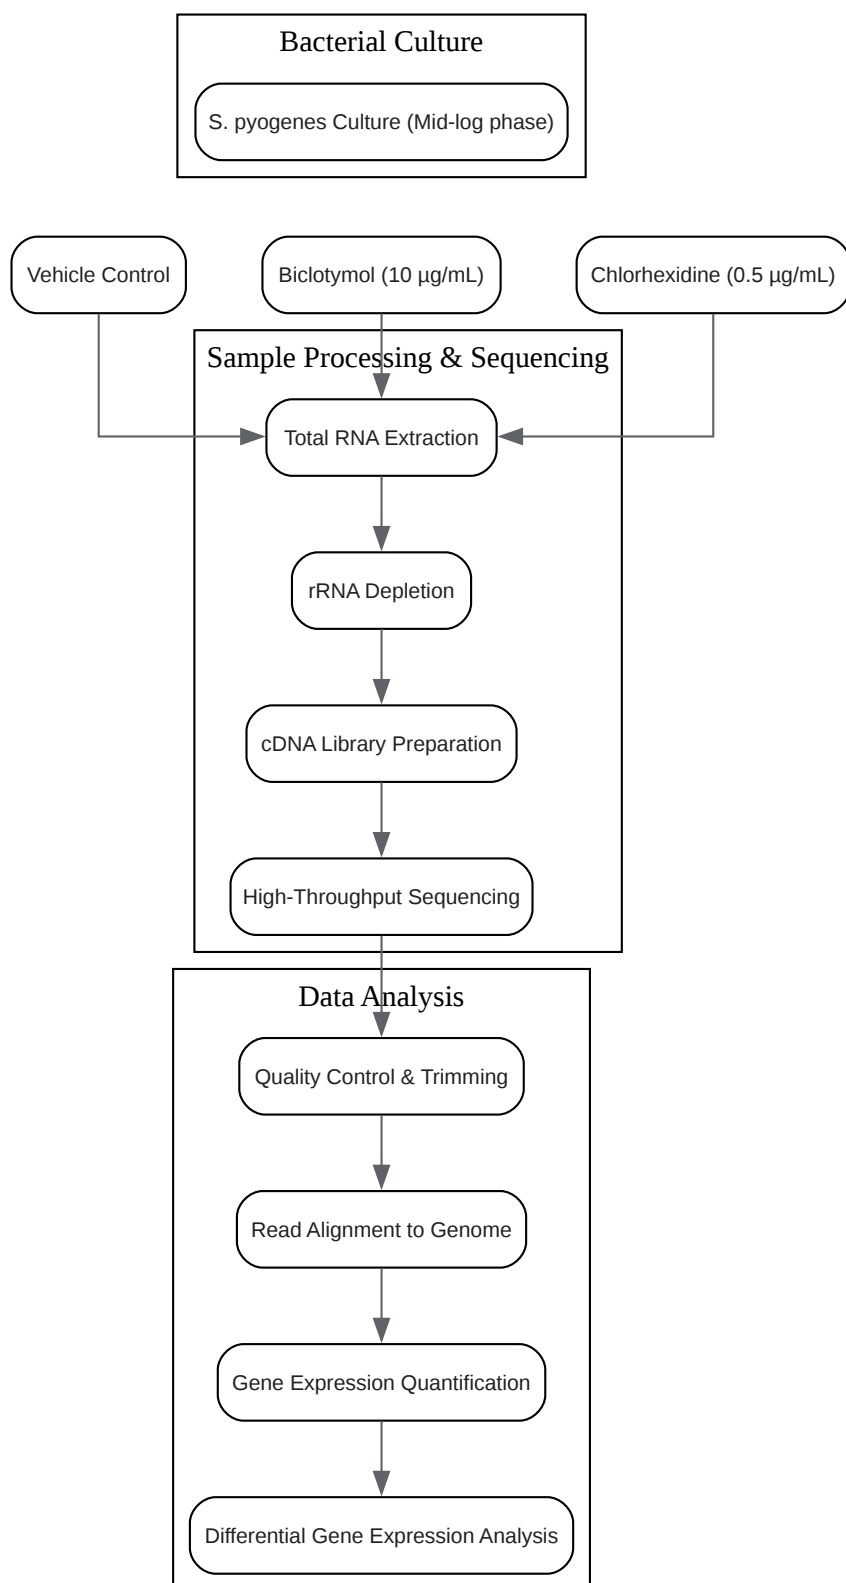 Bacterial Culture
S. pyogenes Culture (Mid-log phase)
Vehicle Control
Biclotymol (10 µg/mL)
Chlorhexidine (0.5 µg/mL)
Sample Processing & Sequencing
Total RNA Extraction
rRNA Depletion
cDNA Library Preparation
High-Throughput Sequencing
Data Analysis
Quality Control & Trimming
Read Alignment to Genome
Gene Expression Quantification
Differential Gene Expression Analysis